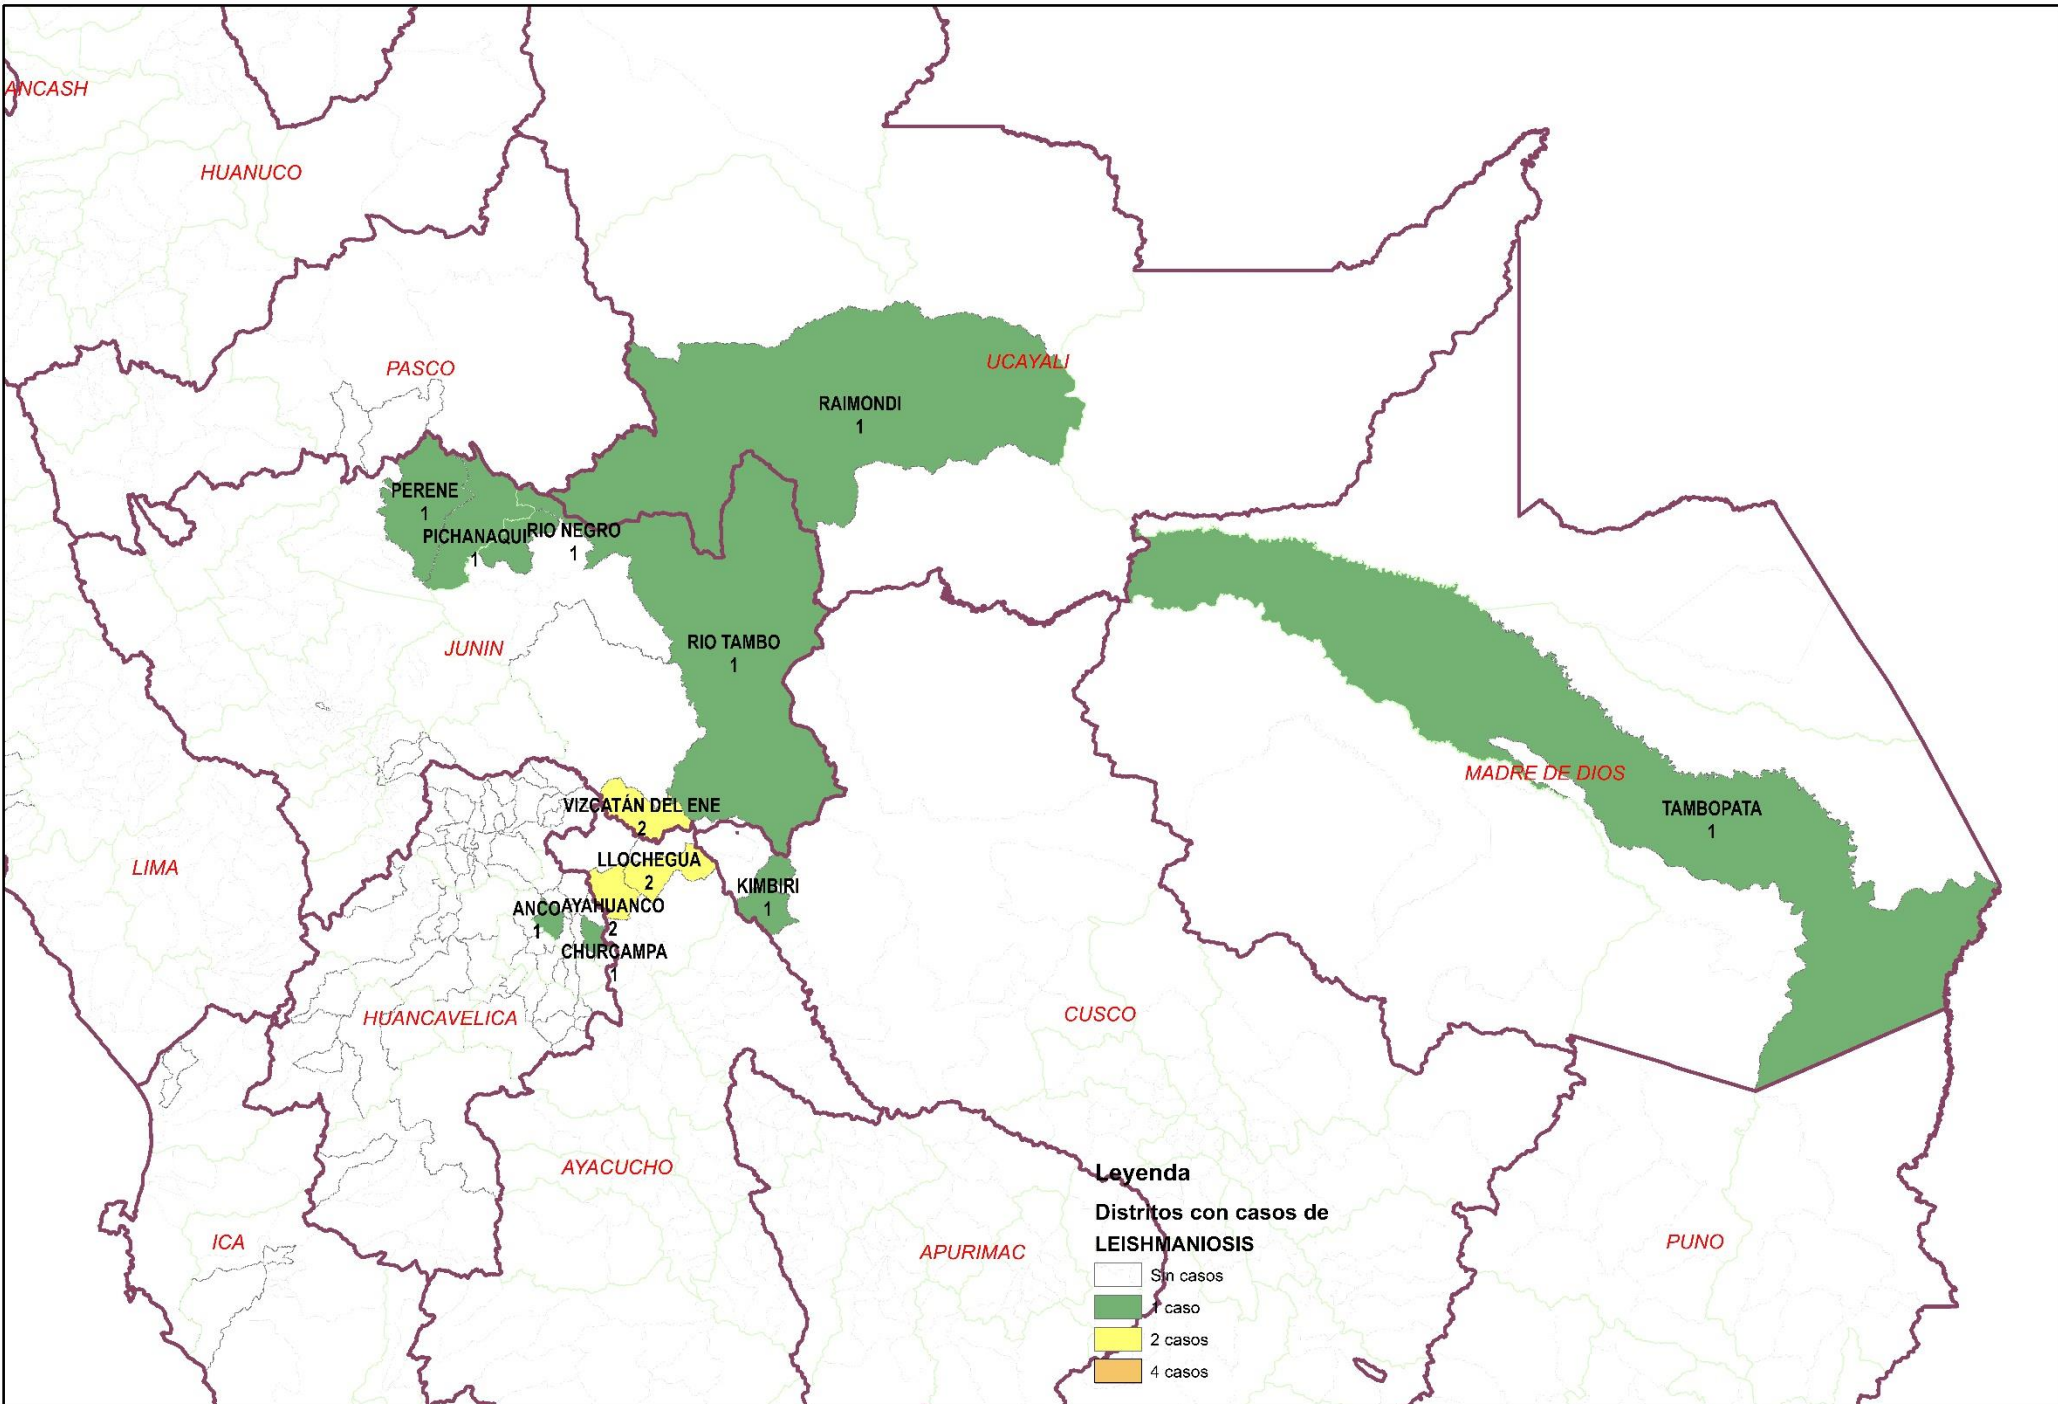 ANCASH
HUANUCO
PASCO
UCAYALI
RAIMONDI
1
PERENE
1
PICHANAQUI
1
RIO NEGRO
1
JUNIN
RIO TAMBO
1
MADRE DE DIOS
TAMBOPATA
1
VIZCATÁN DEL ENE
2
LIMA
LLOCHEGUA
2
KIMBIRI
1
ANCO
1
AYAHUANCO
2
CHURCAMPA
1
HUANCAVELICA
CUSCO
AYACUCHO
ICA
APURIMAC
PUNO
Leyenda
Distritos con casos de
LEISHMANIOSIS
Sin casos
1 caso
2 casos
4 casos